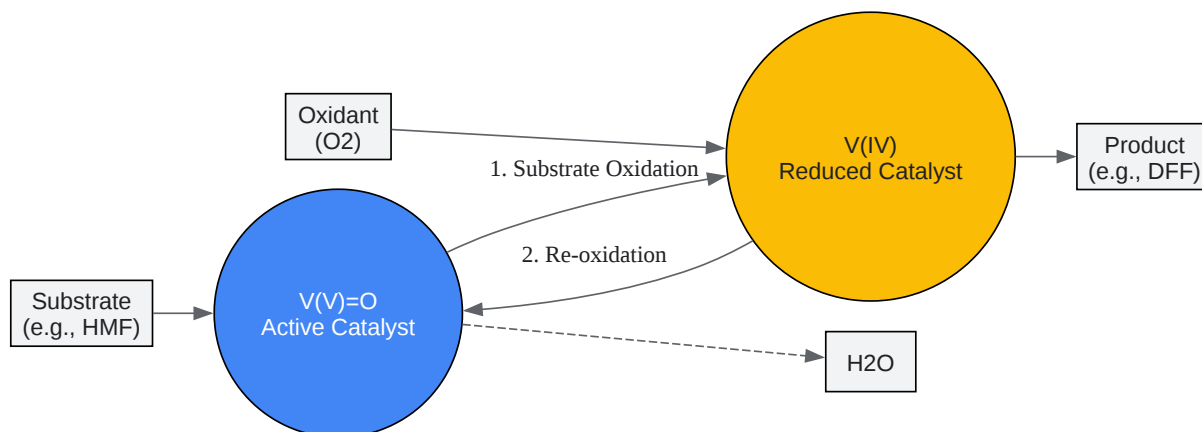 Oxidant
(O2)
V(IV)
Reduced Catalyst
Product
(e.g., DFF)
1. Substrate Oxidation
2. Re-oxidation
Substrate
(e.g., HMF)
V(V)=O
Active Catalyst
H2O